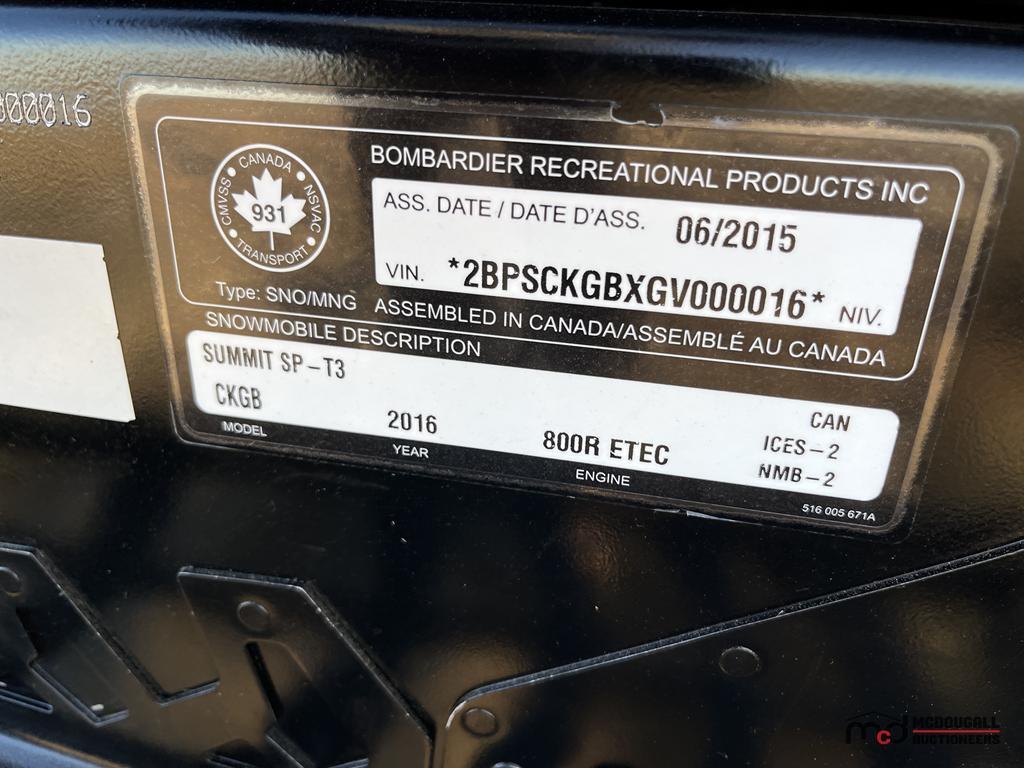 000016
CANADA
CMVSS
NSVAC
931
TRANSPORT
BOMBARDIER RECREATIONAL PRODUCTS INC
ASS. DATE / DATE D'ASS. 06/2015
VIN. *2BPSCKGBXGV000016* NIV.
Type: SNO/MNG ASSEMBLED IN CANADA/ASSEMBLÉ AU CANADA
SNOWMOBILE DESCRIPTION
SUMMIT SP-T3
CKGB 2016 800R ETEC CAN
ICES-2
NMB-2
MODEL YEAR ENGINE
516 005 671A
mcd MCDOUGALL
AUCTIONEERS